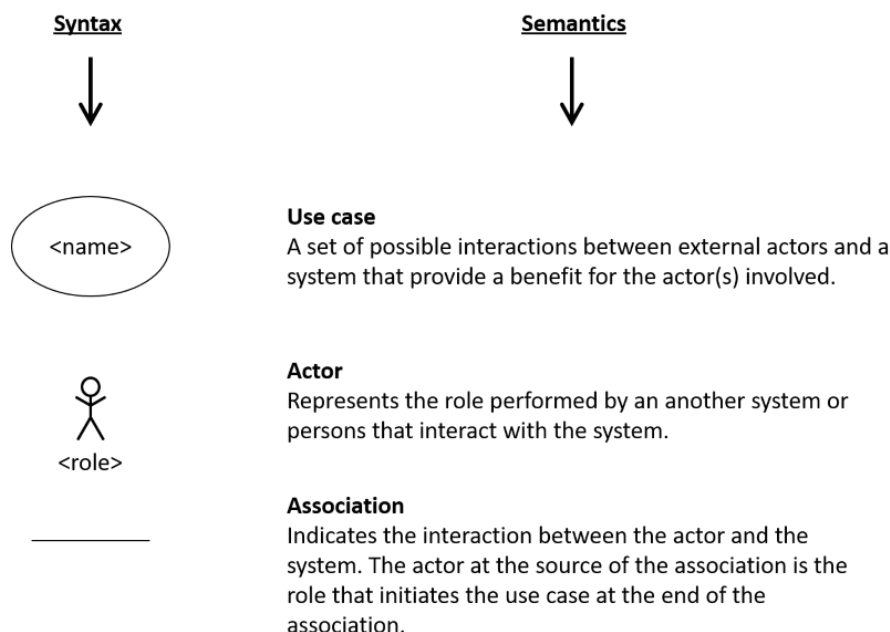 Syntax
Semantics
<name>
Use case
A set of possible interactions between external actors and a
system that provide a benefit for the actor(s) involved.
Actor
Represents the role performed by an another system or
persons that interact with the system.
<role>
Association
Indicates the interaction between the actor and the
system. The actor at the source of the association is the
role that initiates the use case at the end of the
association.